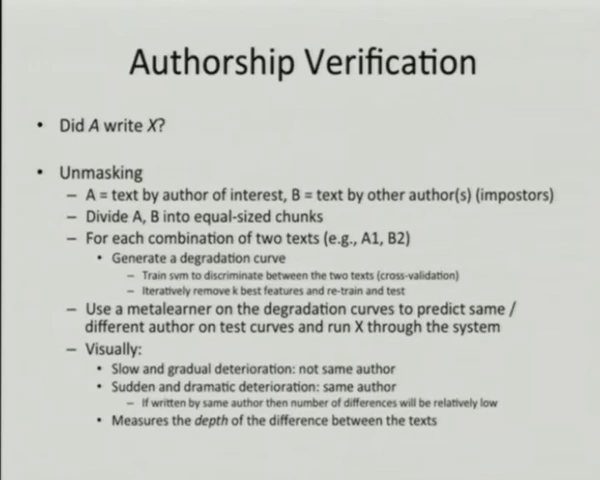 Authorship Verification
• Did A write X?
• Unmasking
– A = text by author of interest, B = text by other author(s) (impostors)
– Divide A, B into equal-sized chunks
– For each combination of two texts (e.g., A1, B2)
• Generate a degradation curve
– Train svm to discriminate between the two texts (cross-validation)
– Iteratively remove k best features and re-train and test
– Use a metalearner on the degradation curves to predict same /
different author on test curves and run X through the system
– Visually:
• Slow and gradual deterioration: not same author
• Sudden and dramatic deterioration: same author
– If written by same author then number of differences will be relatively low
• Measures the depth of the difference between the texts